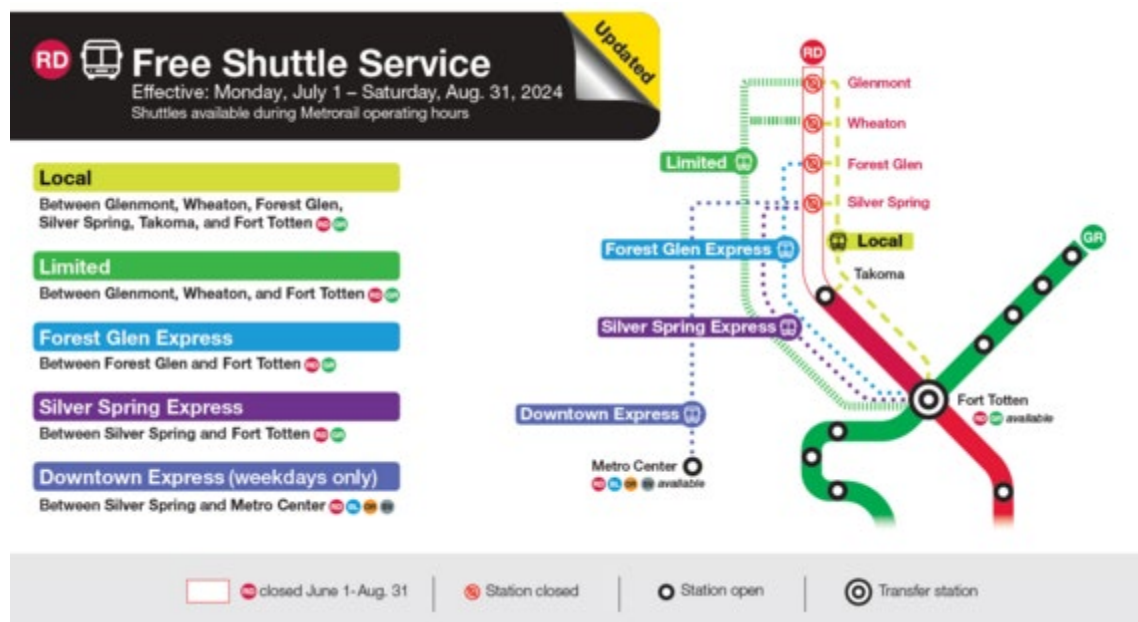 RD Free Shuttle Service
Effective: Monday, July 1 – Saturday, Aug. 31, 2024
Shuttles available during Metrorail operating hours
Updated
Local
Between Glenmont, Wheaton, Forest Glen,
Silver Spring, Takoma, and Fort Totten RD GR
Limited
Between Glenmont, Wheaton, and Fort Totten RD GR
Forest Glen Express
Between Forest Glen and Fort Totten RD GR
Silver Spring Express
Between Silver Spring and Fort Totten RD GR
Downtown Express (weekdays only)
Between Silver Spring and Metro Center RD BL OR SV
RD
Glenmont
Wheaton
Limited
Forest Glen
Silver Spring
GR
Forest Glen Express
Local
Takoma
Silver Spring Express
Fort Totten
RD GR available
Downtown Express
Metro Center
RD BL OR SV available
RD closed June 1-Aug. 31
Station closed
Station open
Transfer station